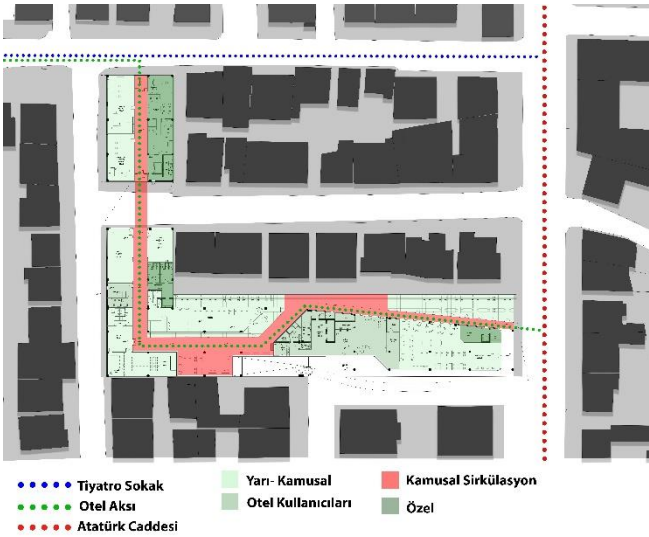 Tiyatro Sokak
Otel Aksı
Atatürk Caddesi
Yarı- Kamusal
Otel Kullanıcıları
Kamusal Sirkülasyon
Özel